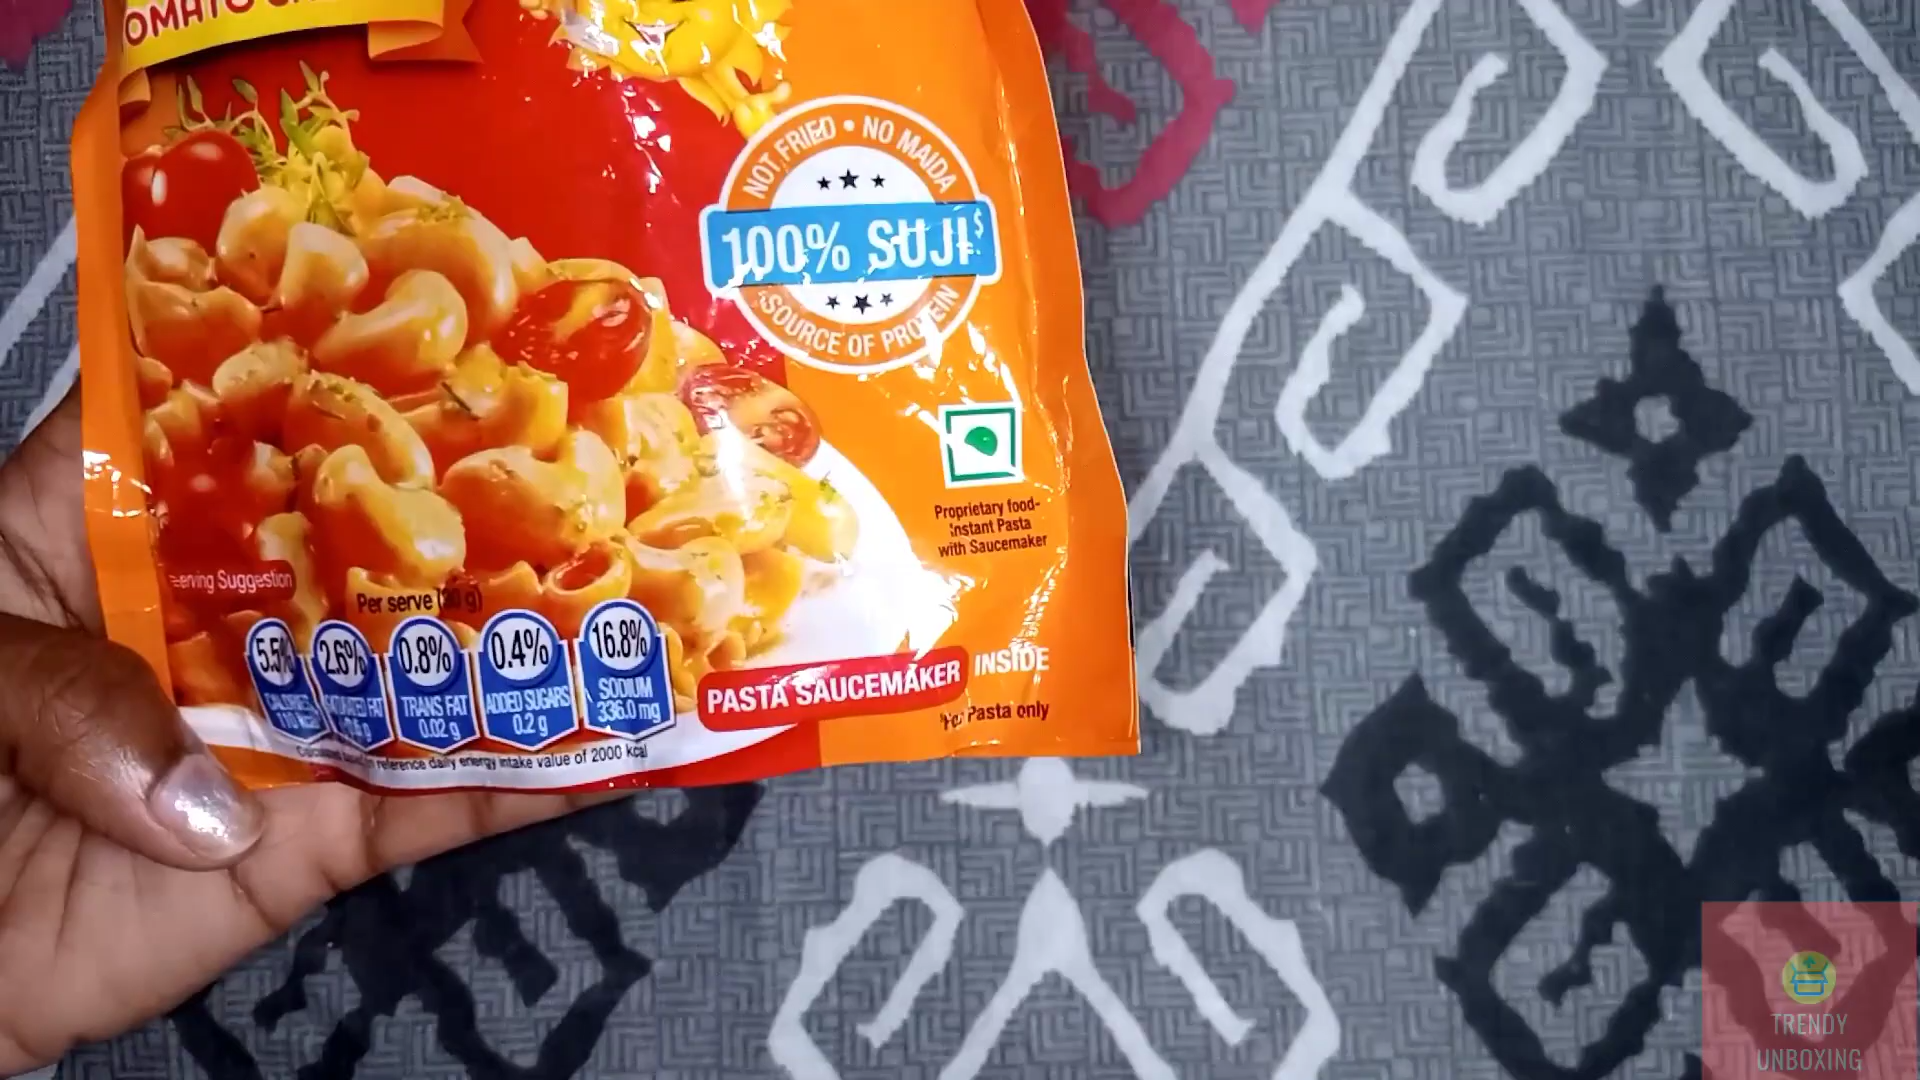 OMATO
NOT FRIED • NO MAIDA
100% SUJI$
SOURCE OF PROTEIN
Proprietary food-
Instant Pasta
with Saucemaker
erving Suggestion
Per serve
5.5% 2.6% 0.8% 0.4% 16.8%
TRANS FAT ADDED SUGARS SODIUM
0.02 g 0.2 g 336.0 mg
PASTA SAUCEMAKER INSIDE
Pasta only
reference daily energy intake value of 2000 kcal
TRENDY
UNBOXING